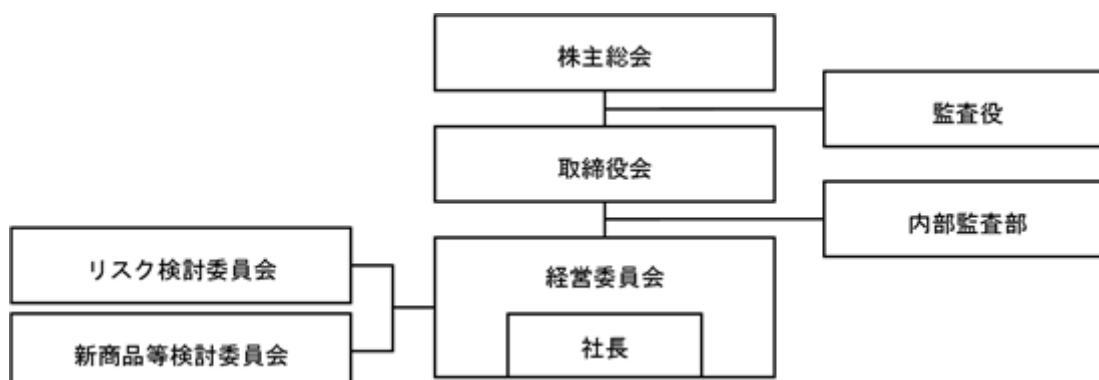 株主総会
監査役
取締役会
内部監査部
リスク検討委員会
経営委員会
新商品等検討委員会
社長